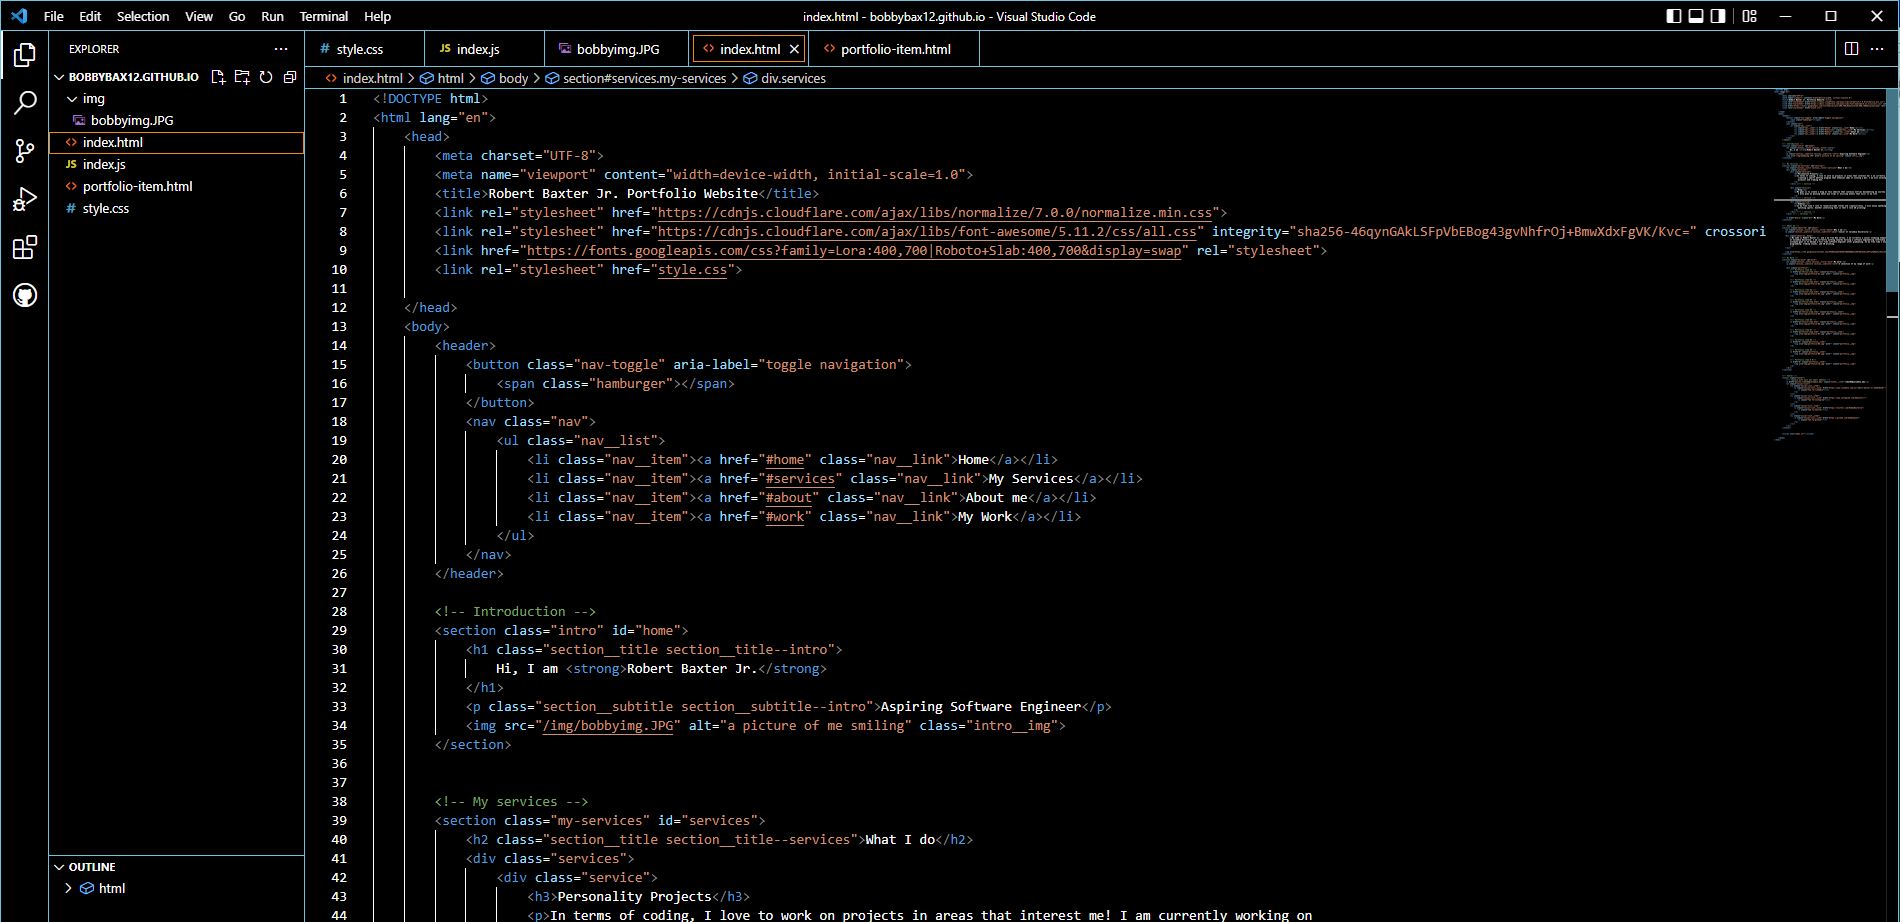 File Edit Selection View Go Run Terminal Help
index.html - bobbybax12.github.io - Visual Studio Code
EXPLORER
BOBBYBAX12.GITHUB.IO
img
bobbyimg.JPG
index.html
JS index.js
portfolio-item.html
# style.css
OUTLINE
html
# style.css
JS index.js
bobbyimg.JPG
index.html
portfolio-item.html
index.html > html > body > section#services.my-services > div.services
1 <!DOCTYPE html>
2 <html lang="en">
3 <head>
4 <meta charset="UTF-8">
5 <meta name="viewport" content="width=device-width, initial-scale=1.0">
6 <title>Robert Baxter Jr. Portfolio Website</title>
7 <link rel="stylesheet" href="https://cdnjs.cloudflare.com/ajax/libs/normalize/7.0.0/normalize.min.css">
8 <link rel="stylesheet" href="https://cdnjs.cloudflare.com/ajax/libs/font-awesome/5.11.2/css/all.css" integrity="sha256-46qynGAkLSFpVbEBog43gvNhfrOj+BmwXdxFgVK/Kvc=" crossori
9 <link href="https://fonts.googleapis.com/css?family=Lora:400,700|Roboto+Slab:400,700&display=swap" rel="stylesheet">
10 <link rel="stylesheet" href="style.css">
11
12 </head>
13 <body>
14 <header>
15 <button class="nav-toggle" aria-label="toggle navigation">
16 <span class="hamburger"></span>
17 </button>
18 <nav class="nav">
19 <ul class="nav__list">
20 <li class="nav__item"><a href="#home" class="nav__link">Home</a></li>
21 <li class="nav__item"><a href="#services" class="nav__link">My Services</a></li>
22 <li class="nav__item"><a href="#about" class="nav__link">About me</a></li>
23 <li class="nav__item"><a href="#work" class="nav__link">My Work</a></li>
24 </ul>
25 </nav>
26 </header>
27
28 <!-- Introduction -->
29 <section class="intro" id="home">
30 <h1 class="section__title section__title--intro">
31 Hi, I am <strong>Robert Baxter Jr.</strong>
32 </h1>
33 <p class="section__subtitle section__subtitle--intro">Aspiring Software Engineer</p>
34 <img src="/img/bobbyimg.JPG" alt="a picture of me smiling" class="intro__img">
35 </section>
36
37
38 <!-- My services -->
39 <section class="my-services" id="services">
40 <h2 class="section__title section__title--services">What I do</h2>
41 <div class="services">
42 <div class="service">
43 <h3>Personality Projects</h3>
44 <p>In terms of coding, I love to work on projects in areas that interest me! I am currently working on